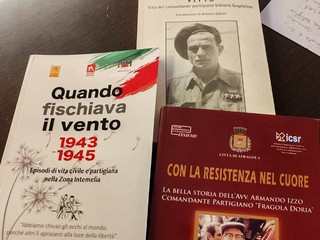 Vita del comandante partigiano Vittorio Guglielmo
Quando
fischiava
il vento
1943
1945
Episodi di vita civile e partigiana
nella Zona Intemelia
"Abbiamo chiuso gli occhi al mondo,
perché altri li aprissero alla luce della libertà".
CITTÀ DI AFRAGOLA
icsr
CON LA RESISTENZA NEL CUORE
LA BELLA STORIA DELL'AVV. ARMANDO IZZO
COMANDANTE PARTIGIANO "FRAGOLA DORIA"